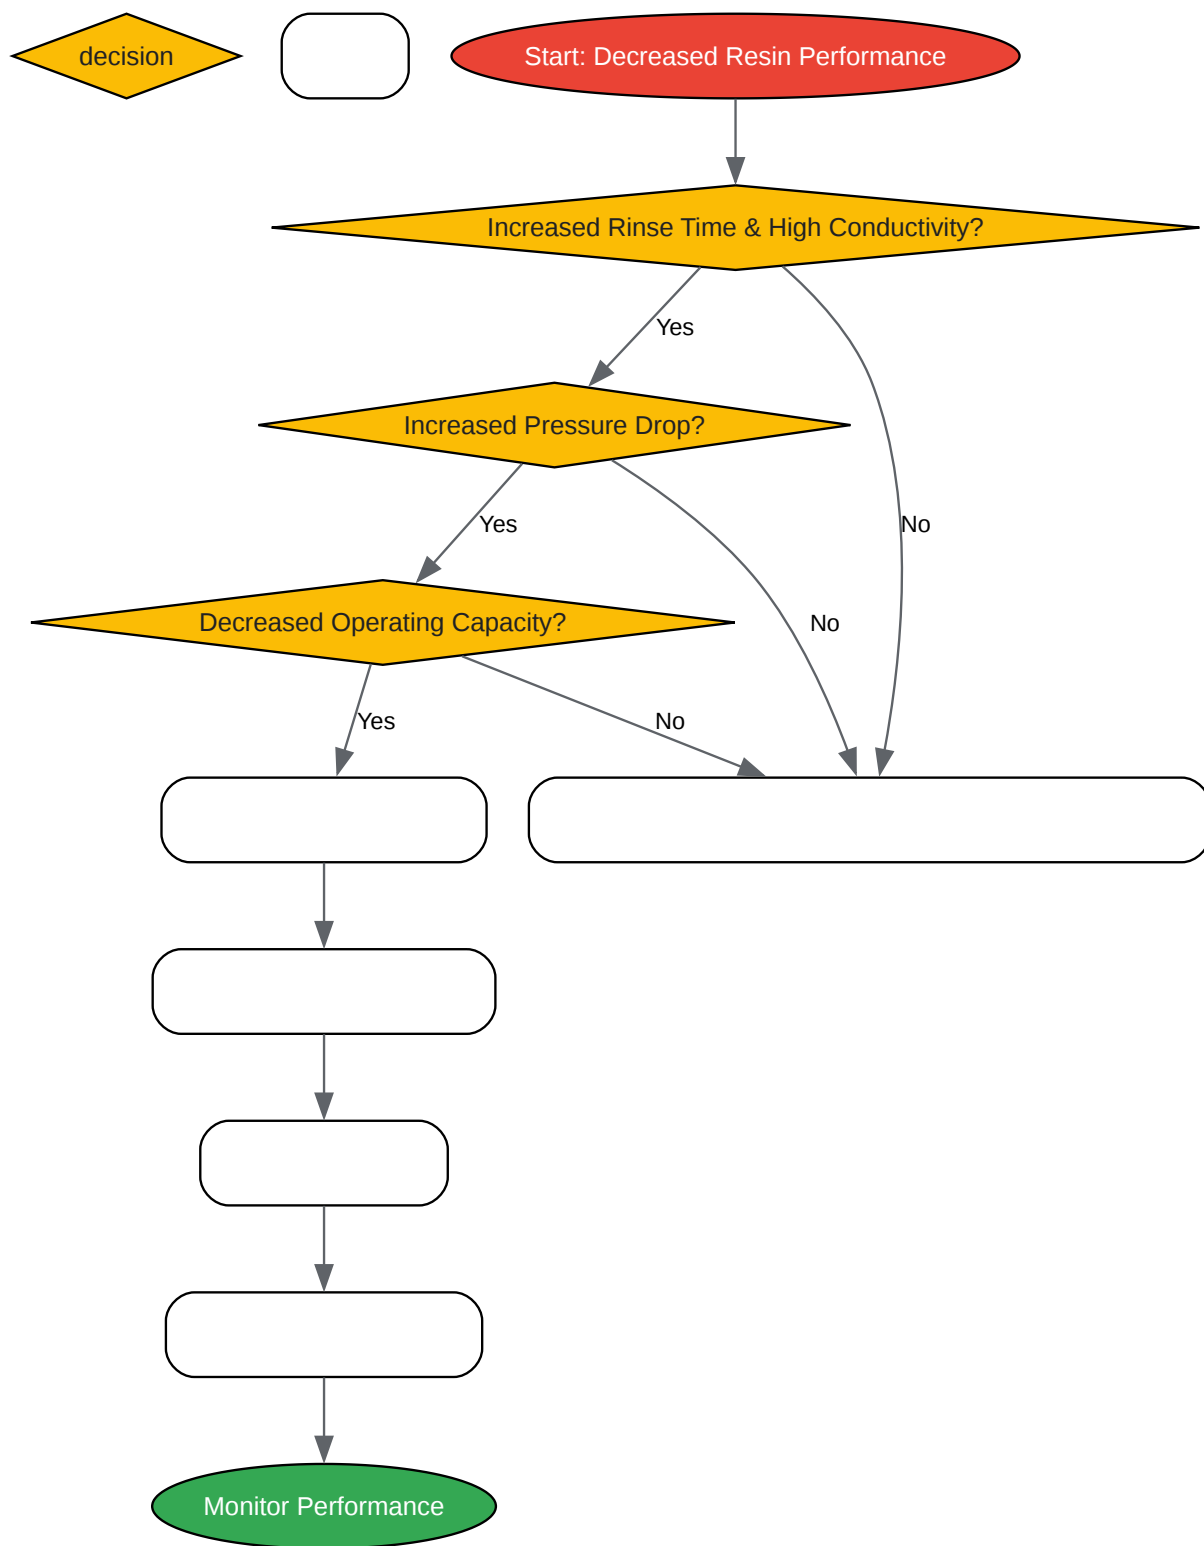 decision
Start: Decreased Resin Performance
Increased Rinse Time & High Conductivity?
Yes
Increased Pressure Drop?
Yes
No
Decreased Operating Capacity?
No
Yes
No
Monitor Performance